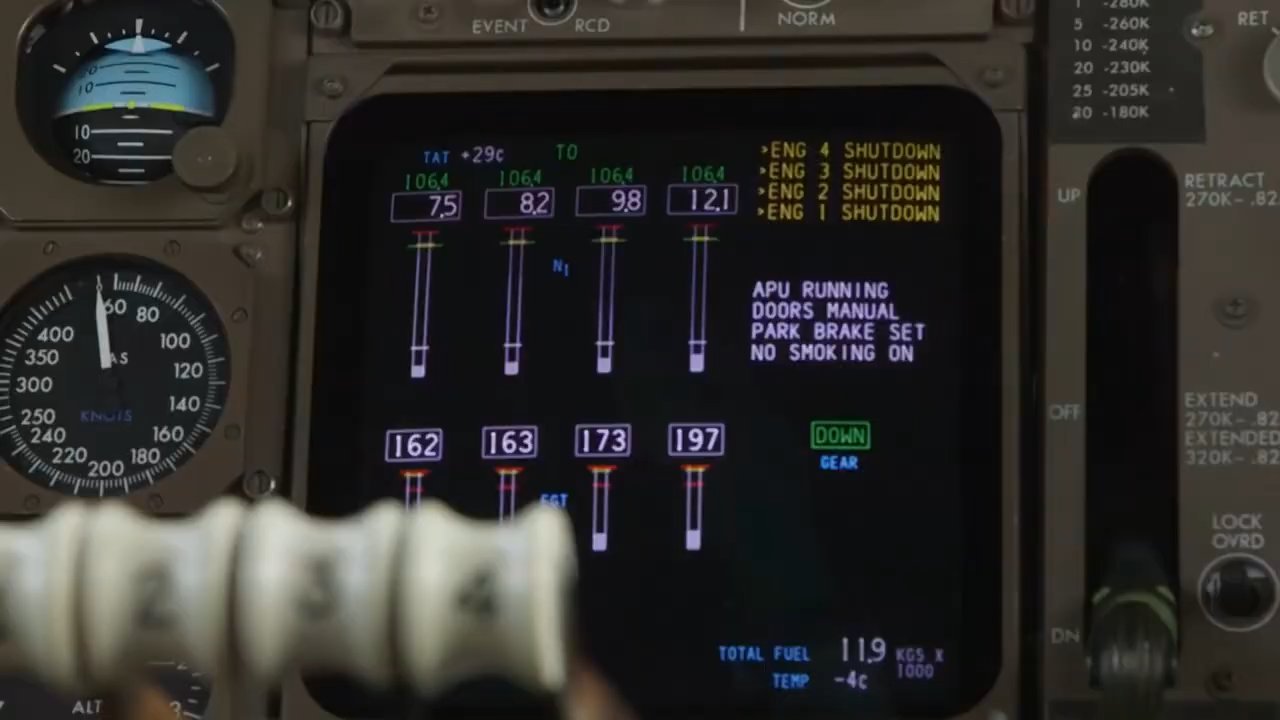 EVENT RCD
NORM
1 -280K
5 -260K
10 -240K
20 -230K
25 -205K
-180K
RET
10
10
20
TAT +29c TO
106.4 106.4 106.4 106.4
7.5 8.2 9.8 12.1
N1
>ENG 4 SHUTDOWN
>ENG 3 SHUTDOWN
>ENG 2 SHUTDOWN
>ENG 1 SHUTDOWN
APU RUNNING
DOORS MANUAL
PARK BRAKE SET
NO SMOKING ON
162 163 173 197
EGT
DOWN
GEAR
TOTAL FUEL 11.9 KGS X
1000
TEMP -4c
60
80
100
120
140
160
180
200
220
240
250
300
350
400
KNOTS
UP
OFF
DN
RETRACT
270K-.82
EXTEND
270K-.82
EXTENDED
320K-.82
LOCK
OVRD
2 3 4
ALT
3